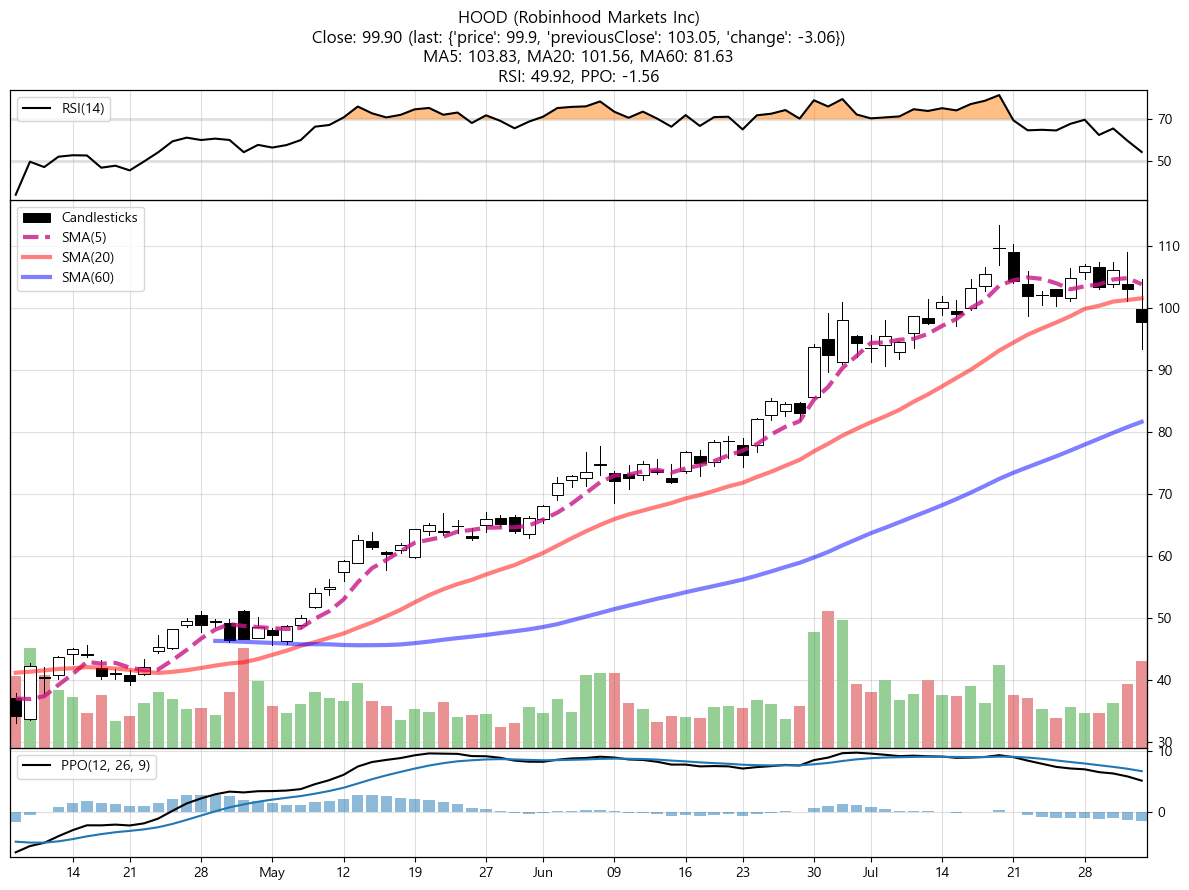 HOOD (Robinhood Markets Inc)
Close: 99.90 (last: {'price': 99.9, 'previousClose': 103.05, 'change': -3.06})
MA5: 103.83, MA20: 101.56, MA60: 81.63
RSI: 49.92, PPO: -1.56
RSI(14)
70
50
Candlesticks
SMA(5)
SMA(20)
SMA(60)
110
100
90
80
70
60
50
40
30
PPO(12, 26, 9)
10
0
14 21 28 May 12 19 27 Jun 09 16 23 30 Jul 14 21 28